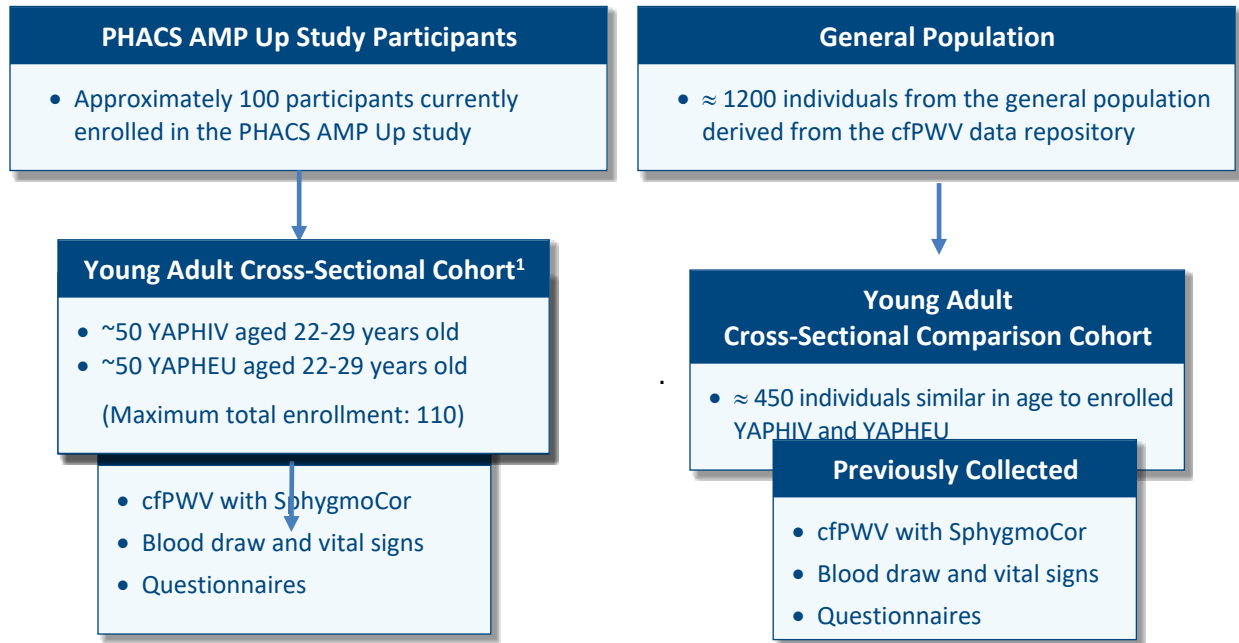 PHACS AMP Up Study Participants
• Approximately 100 participants currently
enrolled in the PHACS AMP Up study
Young Adult Cross-Sectional Cohort¹
• ~50 YAPHIV aged 22-29 years old
• ~50 YAPHEU aged 22-29 years old
(Maximum total enrollment: 110)
• cfPWV with SphygmoCor
• Blood draw and vital signs
• Questionnaires
General Population
• ≈ 1200 individuals from the general population
derived from the cfPWV data repository
Young Adult
Cross-Sectional Comparison Cohort
.
• ≈ 450 individuals similar in age to enrolled
YAPHIV and YAPHEU
Previously Collected
• cfPWV with SphygmoCor
• Blood draw and vital signs
• Questionnaires